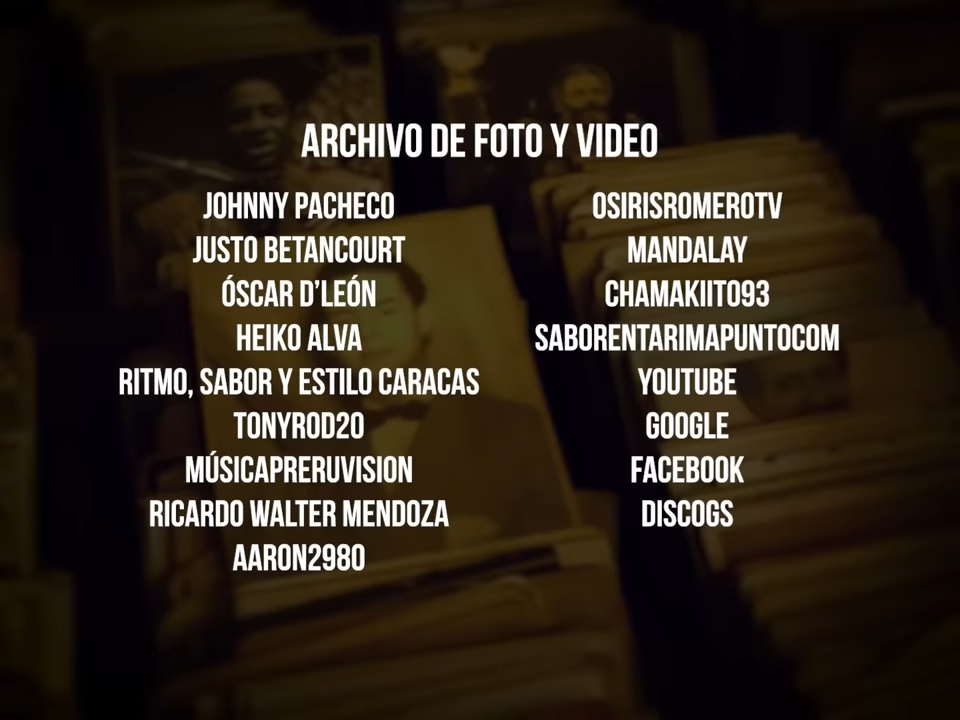 ARCHIVO DE FOTO Y VIDEO
JOHNNY PACHECO
JUSTO BETANCOURT
ÓSCAR D'LEÓN
HEIKO ALVA
RITMO, SABOR Y ESTILO CARACAS
TONYROD20
MÚSICAPRERUVISION
RICARDO WALTER MENDOZA
AARON2980
OSIRISROMEROTV
MANDALAY
CHAMAKIITO93
SABORENTARIMAPUNTOCOM
YOUTUBE
GOOGLE
FACEBOOK
DISCOGS